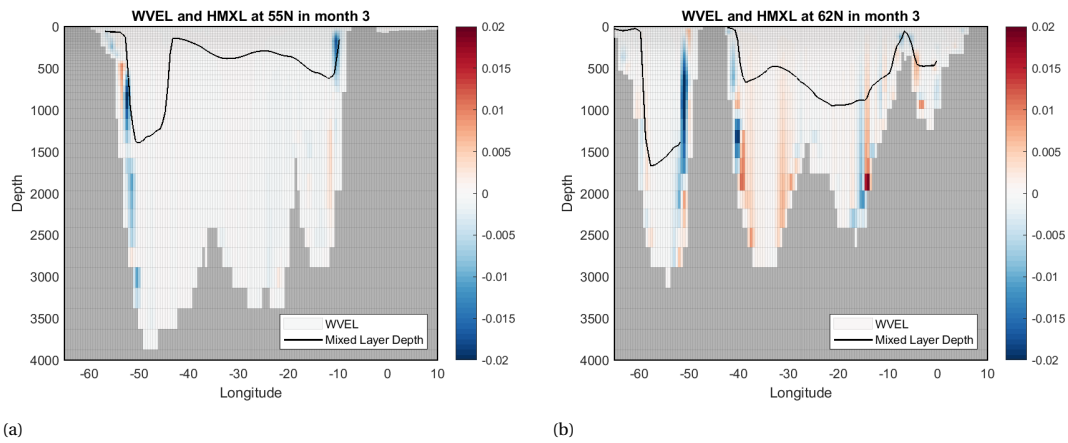 WVEL and HMXL at 55N in month 3
0
500
1000
1500
2000
2500
3000
3500
4000
Depth
-60 -50 -40 -30 -20 -10 0 10
Longitude
WVEL
Mixed Layer Depth
0.02
0.015
0.01
0.005
0
-0.005
-0.01
-0.015
-0.02
(a)
WVEL and HMXL at 62N in month 3
0
500
1000
1500
2000
2500
3000
3500
4000
Depth
-60 -50 -40 -30 -20 -10 0 10
Longitude
WVEL
Mixed Layer Depth
0.02
0.015
0.01
0.005
0
-0.005
-0.01
-0.015
-0.02
(b)